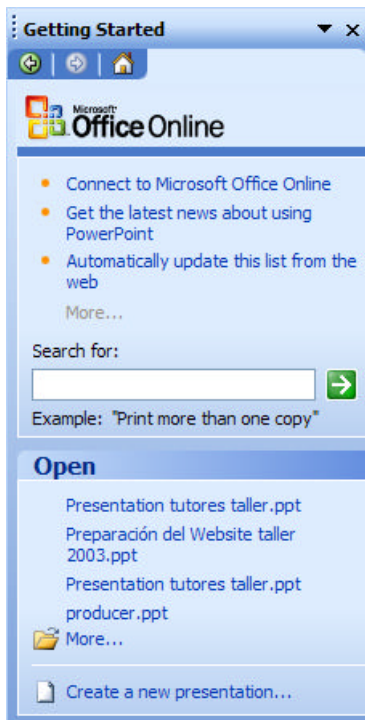 Getting Started
Microsoft
Office Online
Connect to Microsoft Office Online
Get the latest news about using
PowerPoint
Automatically update this list from the
web
More...
Search for:
Example: "Print more than one copy"
Open
Presentation tutores taller.ppt
Preparación del Website taller
2003.ppt
Presentation tutores taller.ppt
producer.ppt
More...
Create a new presentation...